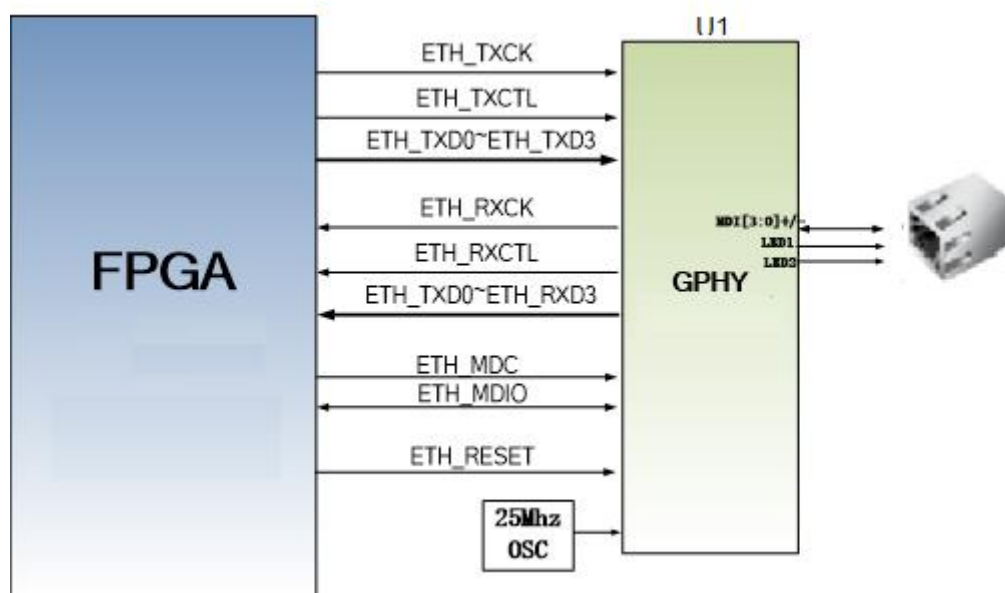 U1
ETH_TXCK
ETH_TXCTL
ETH_TXD0~ETH_TXD3
ETH_RXCK
ETH_RXCTL
ETH_TXD0~ETH_RXD3
ETH_MDC
ETH_MDIO
ETH_RESET
FPGA
GPHY
MDI[3:0]+/-
LED1
LED2
25Mhz
OSC